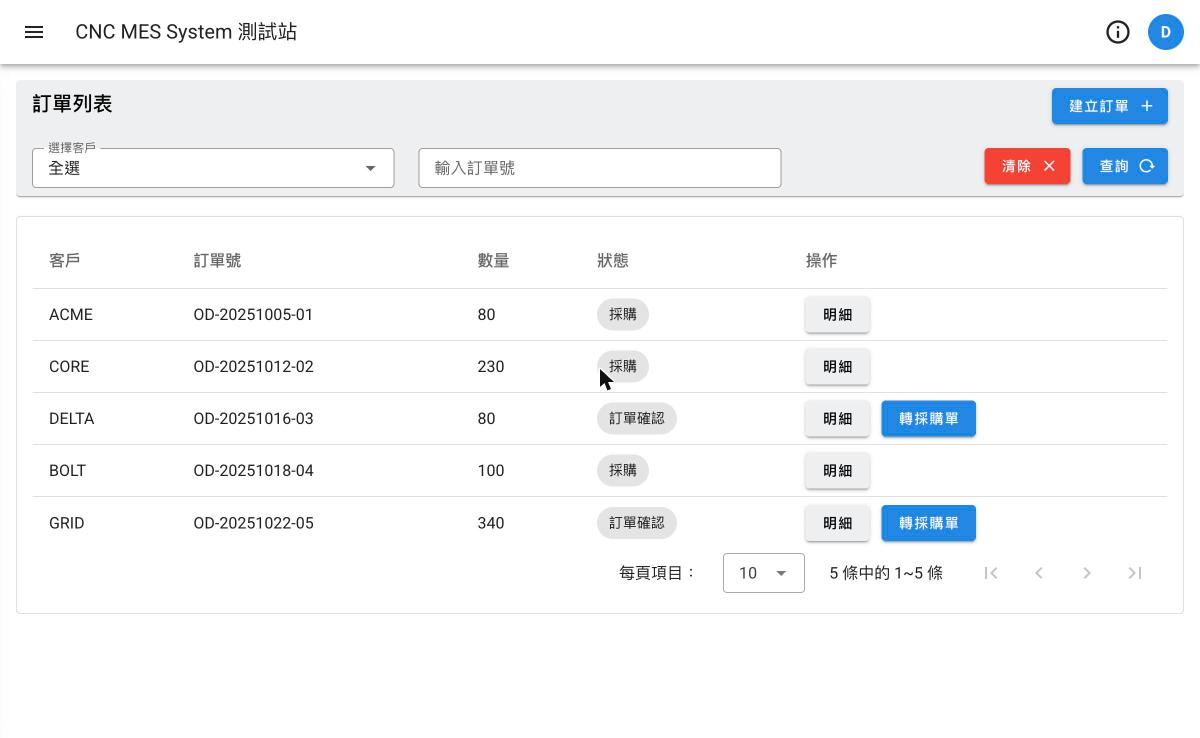 CNC MES System 測試站
D
訂單列表
建立訂單
選擇客戶
全選
輸入訂單號
清除
查詢
客戶 訂單號 數量 狀態 操作
ACME OD-20251005-01 80 採購 明細
CORE OD-20251012-02 230 採購 明細
DELTA OD-20251016-03 80 訂單確認 明細 轉採購單
BOLT OD-20251018-04 100 採購 明細
GRID OD-20251022-05 340 訂單確認 明細 轉採購單
每頁項目： 10 5 條中的 1~5 條